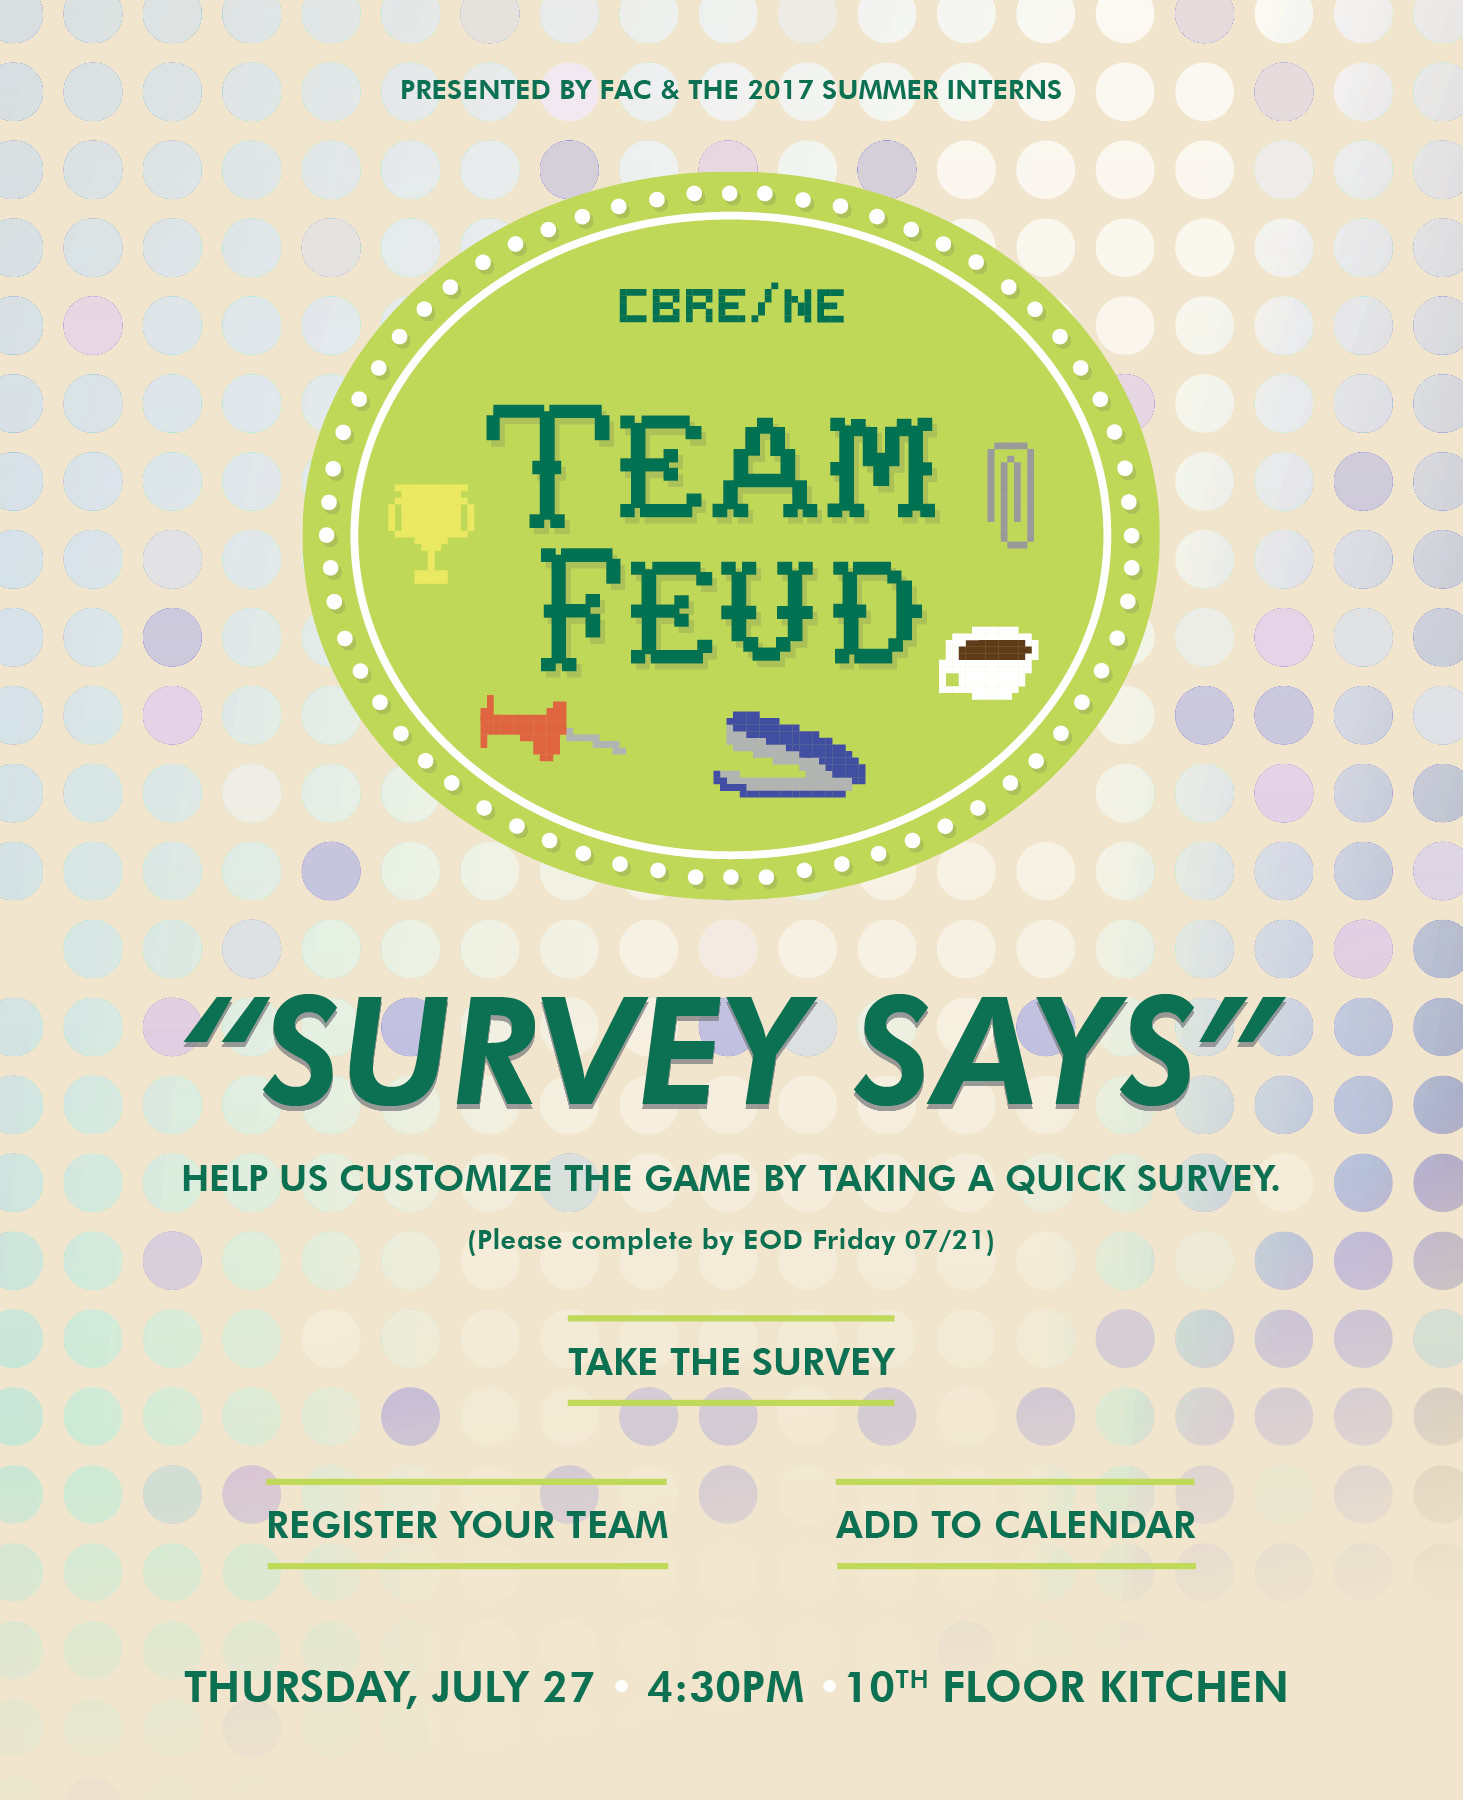 PRESENTED BY FAC & THE 2017 SUMMER INTERNS
CBRE/NE
TEAM
FEUD
“SURVEY SAYS”
HELP US CUSTOMIZE THE GAME BY TAKING A QUICK SURVEY.
(Please complete by EOD Friday 07/21)
TAKE THE SURVEY
REGISTER YOUR TEAM
ADD TO CALENDAR
THURSDAY, JULY 27 • 4:30PM • 10TH FLOOR KITCHEN